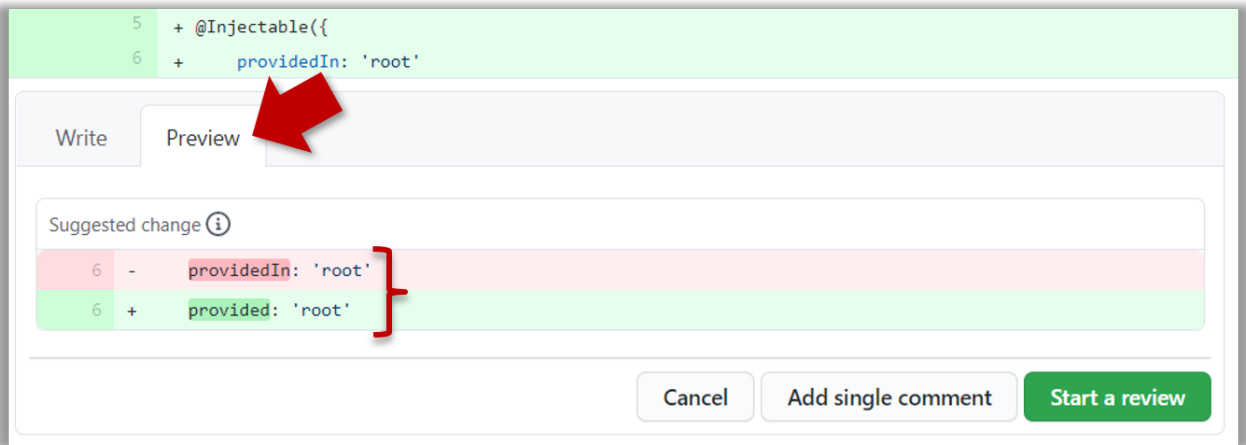 5 + @Injectable({
6 + providedIn: 'root'
Write Preview
Suggested change
6 - providedIn: 'root'
6 + provided: 'root'
Cancel Add single comment Start a review